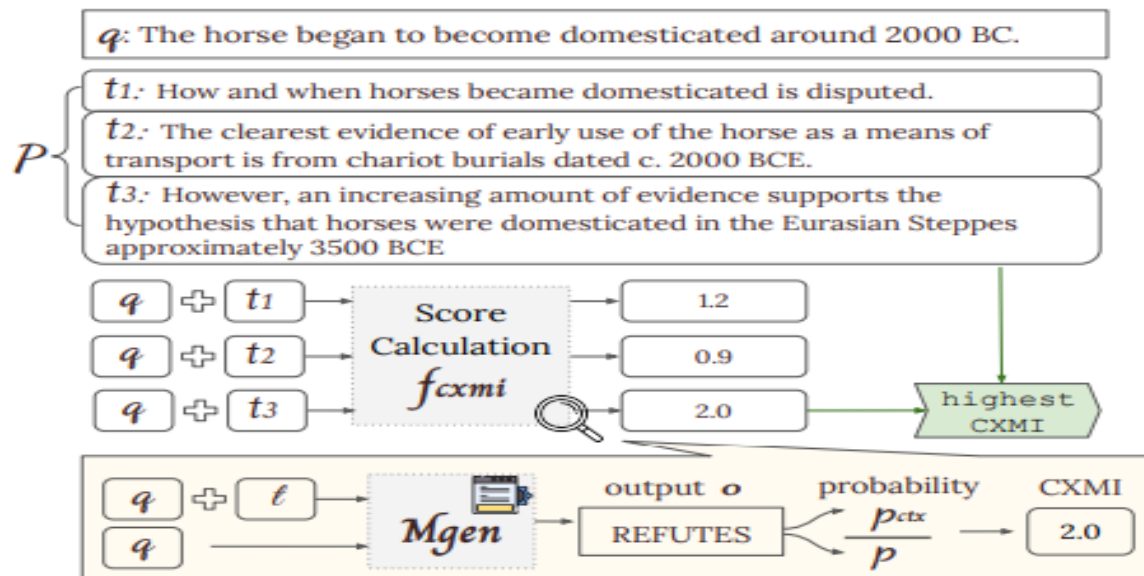 q: The horse began to become domesticated around 2000 BC.
P
t1: How and when horses became domesticated is disputed.
t2: The clearest evidence of early use of the horse as a means of
transport is from chariot burials dated c. 2000 BCE.
t3: However, an increasing amount of evidence supports the
hypothesis that horses were domesticated in the Eurasian Steppes
approximately 3500 BCE
q + t1
Score
Calculation
fcxmi
1.2
q + t2
0.9
q + t3
2.0
highest
CXMI
q + t
q
Mgen
output o
REFUTES
probability
pctx
p
CXMI
2.0